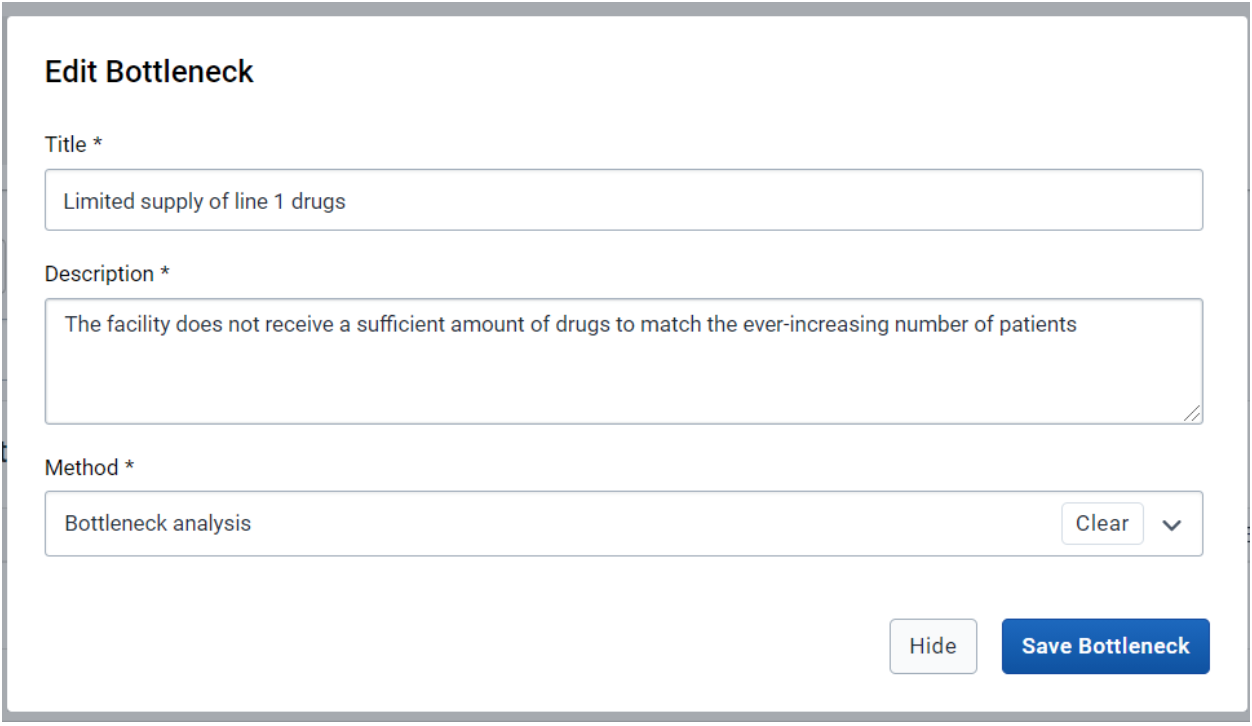 Edit Bottleneck
Title *
Limited supply of line 1 drugs
Description *
The facility does not receive a sufficient amount of drugs to match the ever-increasing number of patients
Method *
Bottleneck analysis
Clear
Hide
Save Bottleneck